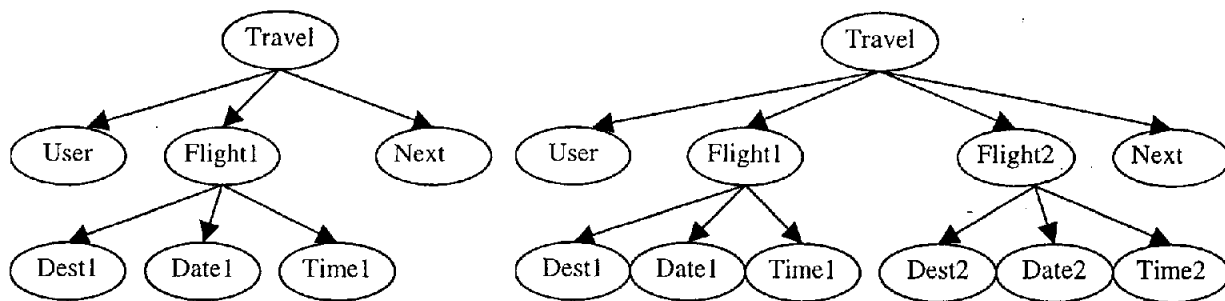 Travel Travel
User Flight1 Next User Flight1 Flight2 Next
Dest1 Date1 Time1 Dest1 Date1 Time1 Dest2 Date2 Time2